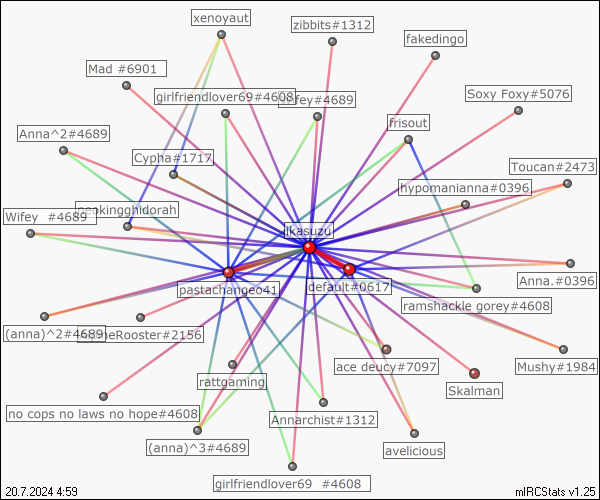 xenoyaut
zibbits#1312
fakedingo
Mad #6901
girlfriendlover69#4608
#4689
Soxy Foxy#5076
frisout
Anna^2#4689
Cypha#1717
Toucan#2473
hypomanianna#0396
Wifey  #4689
ikasuzu
pastachangeo41
default#0617
Anna.#0396
ramshackle gorey#4608
(anna)^2#4689
#2156
ace deucy#7097
Mushy#1984
rattgaming
Skalman
no cops no laws no hope#4608
Annarchist#1312
(anna)^3#4689
avelicious
girlfriendlover69  #4608
20.7.2024 4:59
mIRCStats v1.25